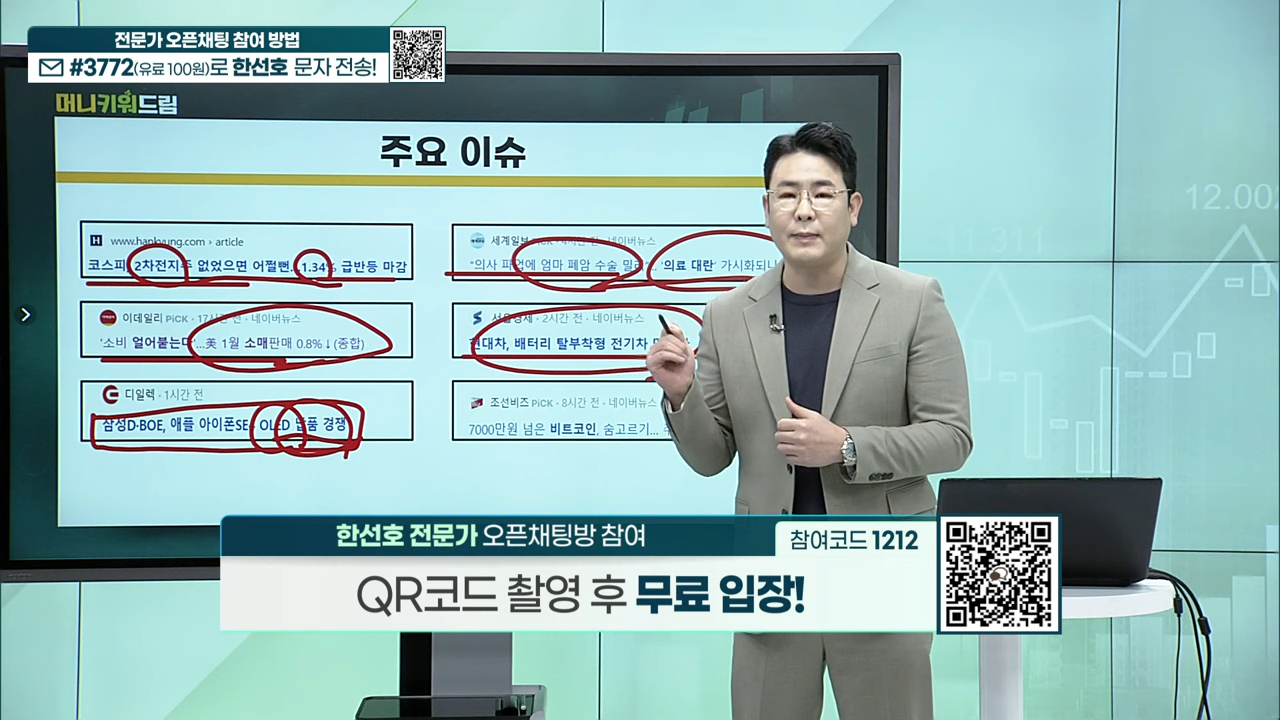 전문가 오픈채팅 참여 방법
#3772(유료 100원)로 한선호 문자 전송!
머니키워드림
주요 이슈
H www.hankyung.com › article
코스피, 2차전지주 없었으면 어쩔뻔...1.34% 급반등 마감
세계일보 PiCK · 네이버뉴스
"의사 파업에 엄마 폐암 수술 밀려"... '의료 대란' 가시화되나
이데일리 PiCK · 17시간 전 · 네이버뉴스
'소비 얼어붙는다'...美 1월 소매판매 0.8%↓(종합)
서울경제 · 2시간 전 · 네이버뉴스
현대차, 배터리 탈부착형 전기차
디일렉 · 1시간 전
삼성D·BOE, 애플 아이폰SE OLED 납품 경쟁
조선비즈 PiCK · 8시간 전 · 네이버뉴스
7000만원 넘은 비트코인, 숨고르기...
12.00
한선호 전문가 오픈채팅방 참여
참여코드 1212
QR코드 촬영 후 무료 입장!